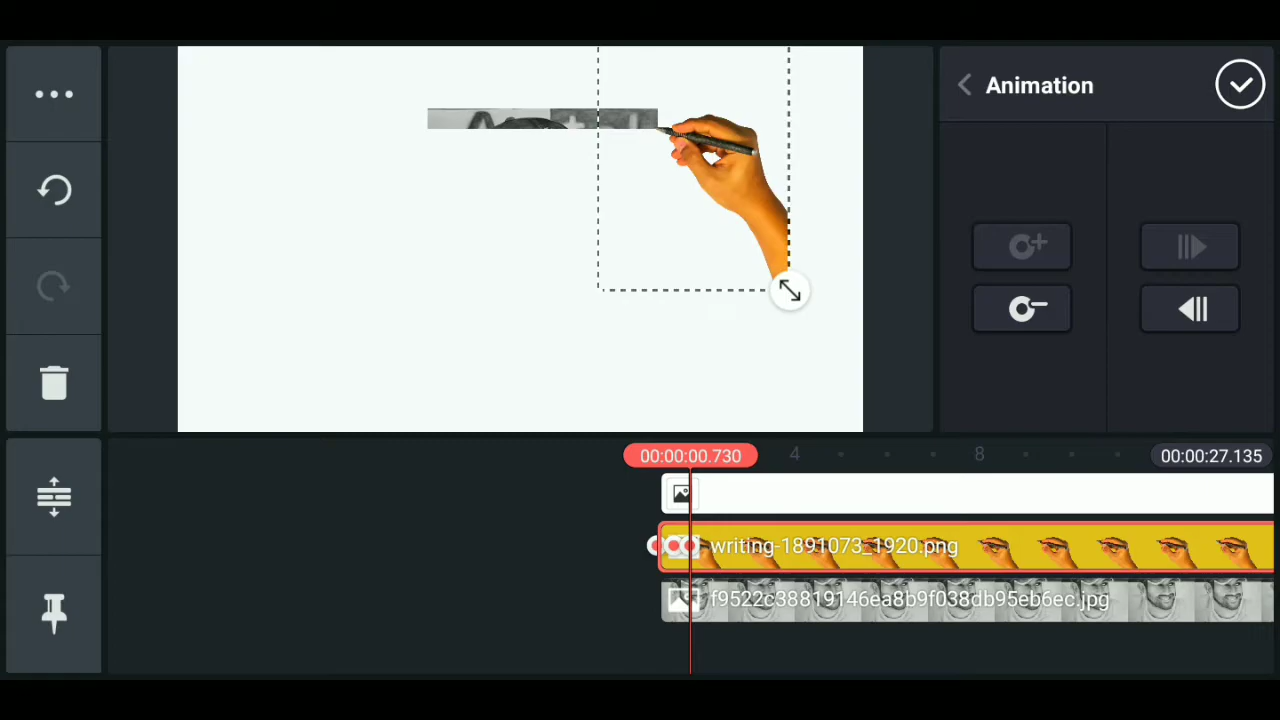 Animation
00:00:00.730
4
8
00:00:27.135
writing-1891073_1920.png
f9522c38819146ea8b9f038db95eb6ec.jpg